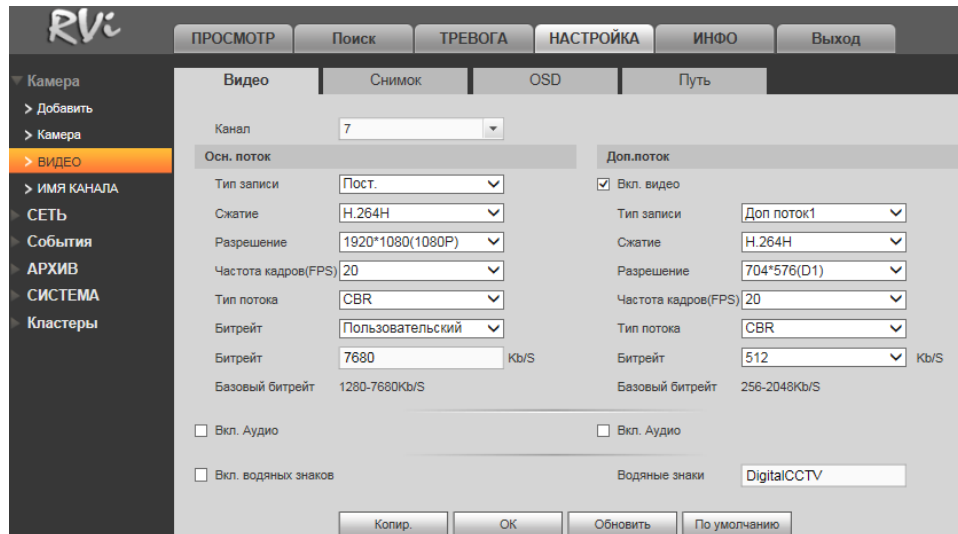 RVi
ПРОСМОТР Поиск ТРЕВОГА НАСТРОЙКА ИНФО Выход
Камера
> Добавить
> Камера
> ВИДЕО
> ИМЯ КАНАЛА
СЕТЬ
События
АРХИВ
СИСТЕМА
Кластеры
Видео Снимок OSD Путь
Канал 7
Осн. поток
Тип записи Пост.
Сжатие H.264H
Разрешение 1920*1080(1080P)
Частота кадров(FPS) 20
Тип потока CBR
Битрейт Пользовательский
Битрейт 7680 Kb/S
Базовый битрейт 1280-7680Kb/S
Вкл. Аудио
Вкл. водяных знаков
Доп.поток
Вкл. видео
Тип записи Доп поток1
Сжатие H.264H
Разрешение 704*576(D1)
Частота кадров(FPS) 20
Тип потока CBR
Битрейт 512 Kb/S
Базовый битрейт 256-2048Kb/S
Вкл. Аудио
Водяные знаки DigitalCCTV
Копир. ОК Обновить По умолчанию